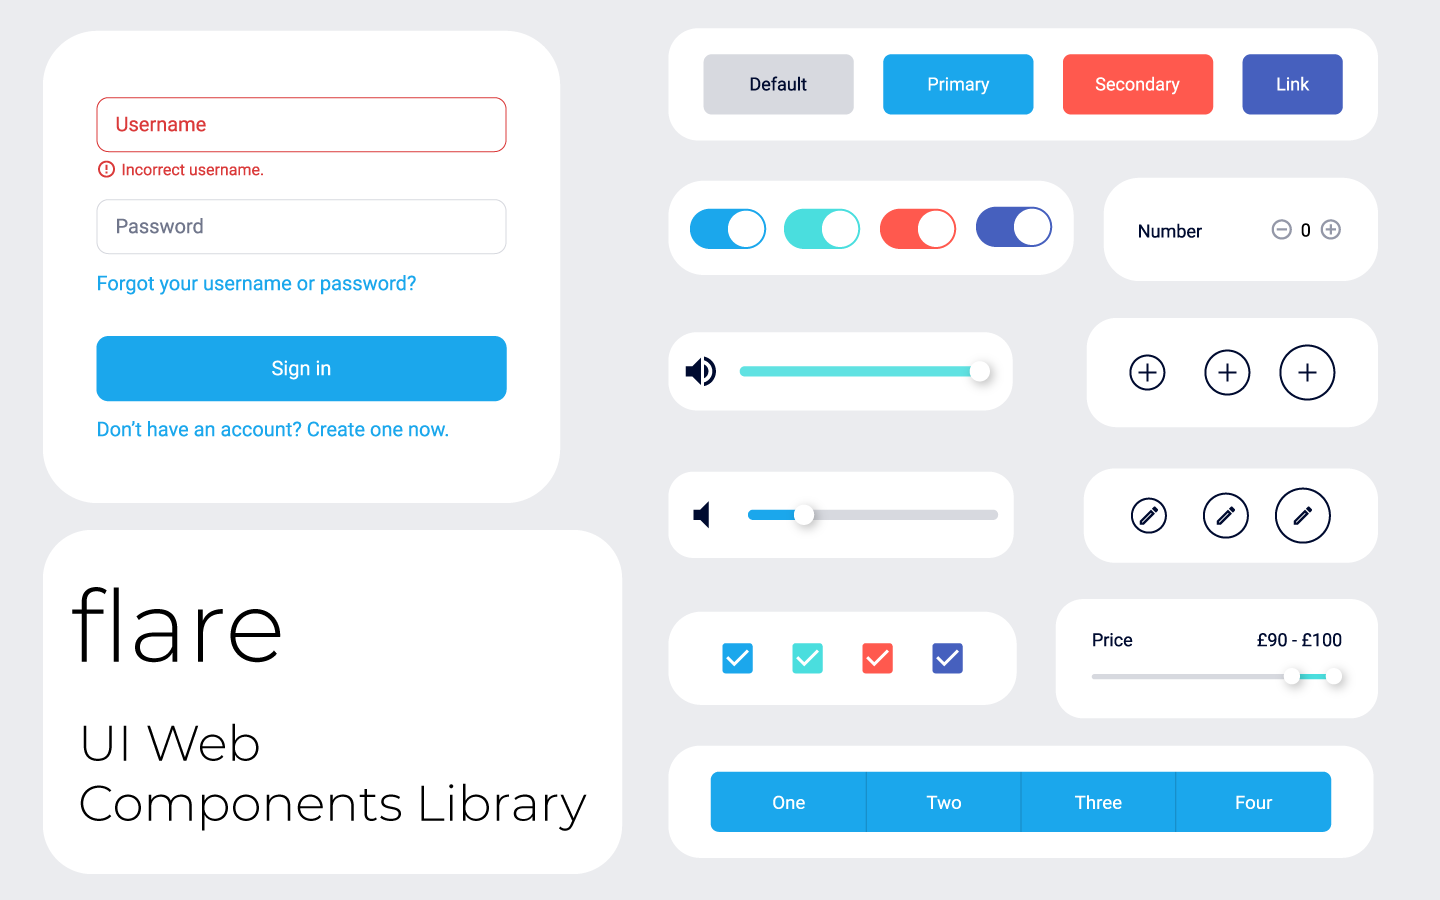 Username
Incorrect username.
Password
Forgot your username or password?
Sign in
Don’t have an account? Create one now.
flare
UI Web
Components Library
Default
Primary
Secondary
Link
Number
0
Price
£90 - £100
One
Two
Three
Four